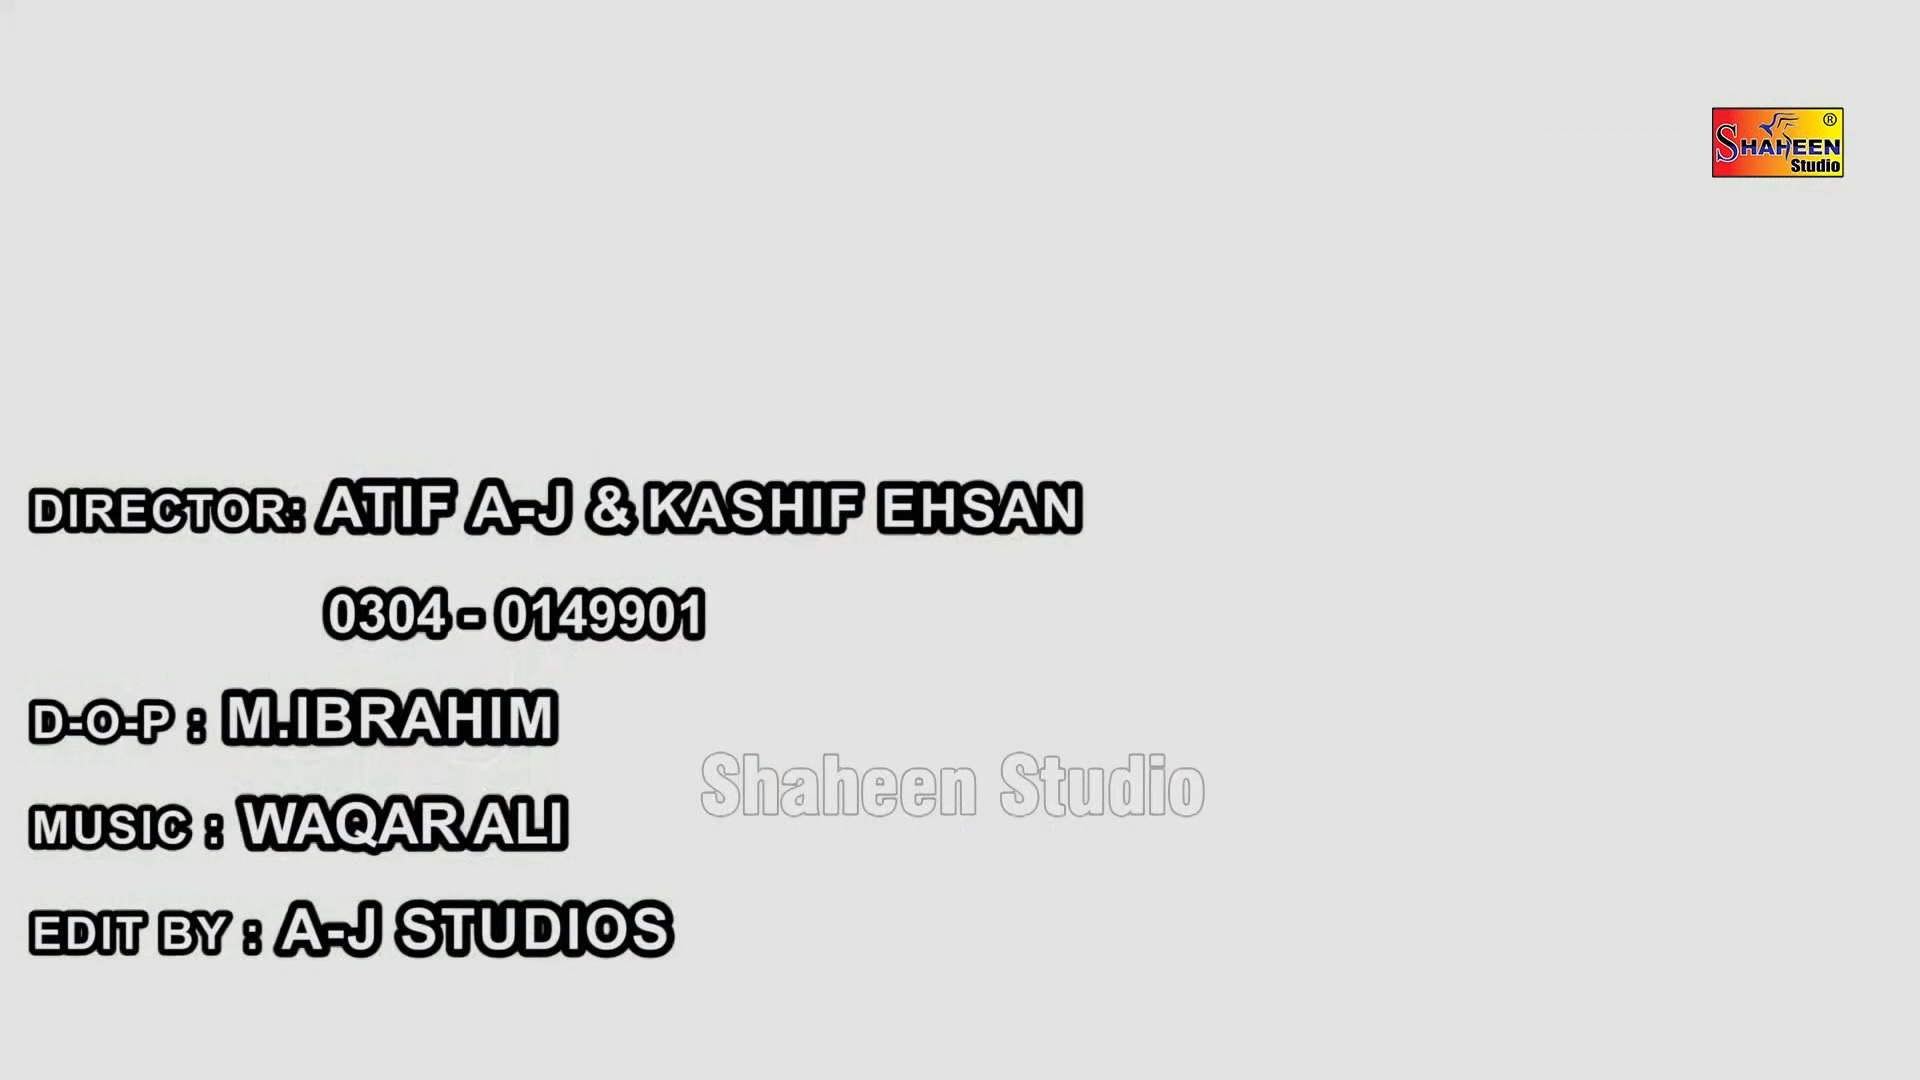 SHAHEEN ®
Studio
DIRECTOR: ATIF A-J & KASHIF EHSAN
0304 - 0149901
D-O-P : M.IBRAHIM
Shaheen Studio
MUSIC : WAQAR ALI
EDIT BY : A-J STUDIOS